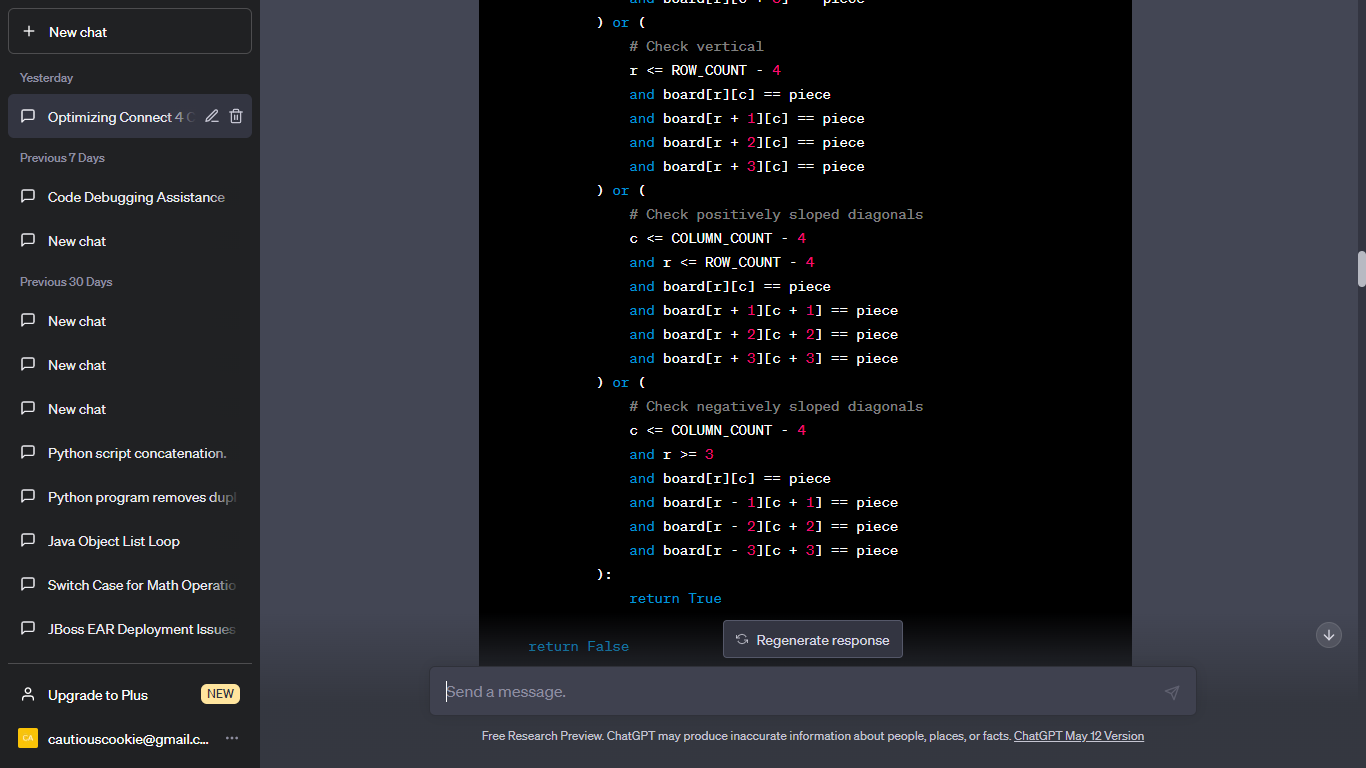 New chat
Yesterday
Optimizing Connect 4 C
Previous 7 Days
Code Debugging Assistance
New chat
Previous 30 Days
New chat
New chat
New chat
Python script concatenation.
Python program removes dupl
Java Object List Loop
Switch Case for Math Operatio
JBoss EAR Deployment Issues
Upgrade to Plus NEW
CA cautiouscookie@gmail.c... ···
and board[r][c + 3] == piece
) or (
# Check vertical
r <= ROW_COUNT - 4
and board[r][c] == piece
and board[r + 1][c] == piece
and board[r + 2][c] == piece
and board[r + 3][c] == piece
) or (
# Check positively sloped diagonals
c <= COLUMN_COUNT - 4
and r <= ROW_COUNT - 4
and board[r][c] == piece
and board[r + 1][c + 1] == piece
and board[r + 2][c + 2] == piece
and board[r + 3][c + 3] == piece
) or (
# Check negatively sloped diagonals
c <= COLUMN_COUNT - 4
and r >= 3
and board[r][c] == piece
and board[r - 1][c + 1] == piece
and board[r - 2][c + 2] == piece
and board[r - 3][c + 3] == piece
):
return True
return False
Regenerate response
Send a message.
Free Research Preview. ChatGPT may produce inaccurate information about people, places, or facts. ChatGPT May 12 Version